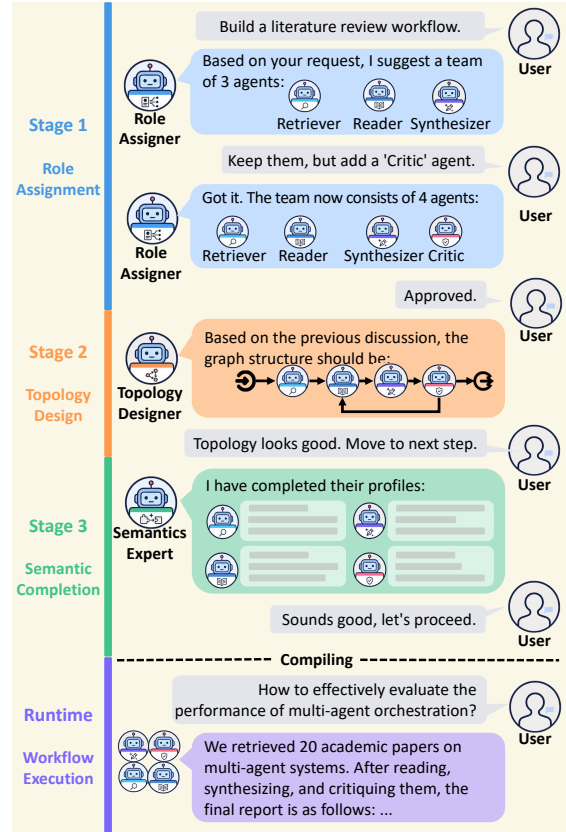 Build a literature review workflow.
User
Based on your request, I suggest a team
of 3 agents:
Retriever Reader Synthesizer
Role
Assigner
Stage 1
Role
Assignment
Keep them, but add a 'Critic' agent.
User
Got it. The team now consists of 4 agents:
Retriever Reader Synthesizer Critic
Role
Assigner
Approved.
User
Stage 2
Topology
Design
Based on the previous discussion, the
graph structure should be:
Topology
Designer
Topology looks good. Move to next step.
User
Stage 3
Semantic
Completion
I have completed their profiles:
Semantics
Expert
Sounds good, let's proceed.
User
Compiling
Runtime
Workflow
Execution
How to effectively evaluate the
performance of multi-agent orchestration?
User
We retrieved 20 academic papers on
multi-agent systems. After reading,
synthesizing, and critiquing them, the
final report is as follows: ...